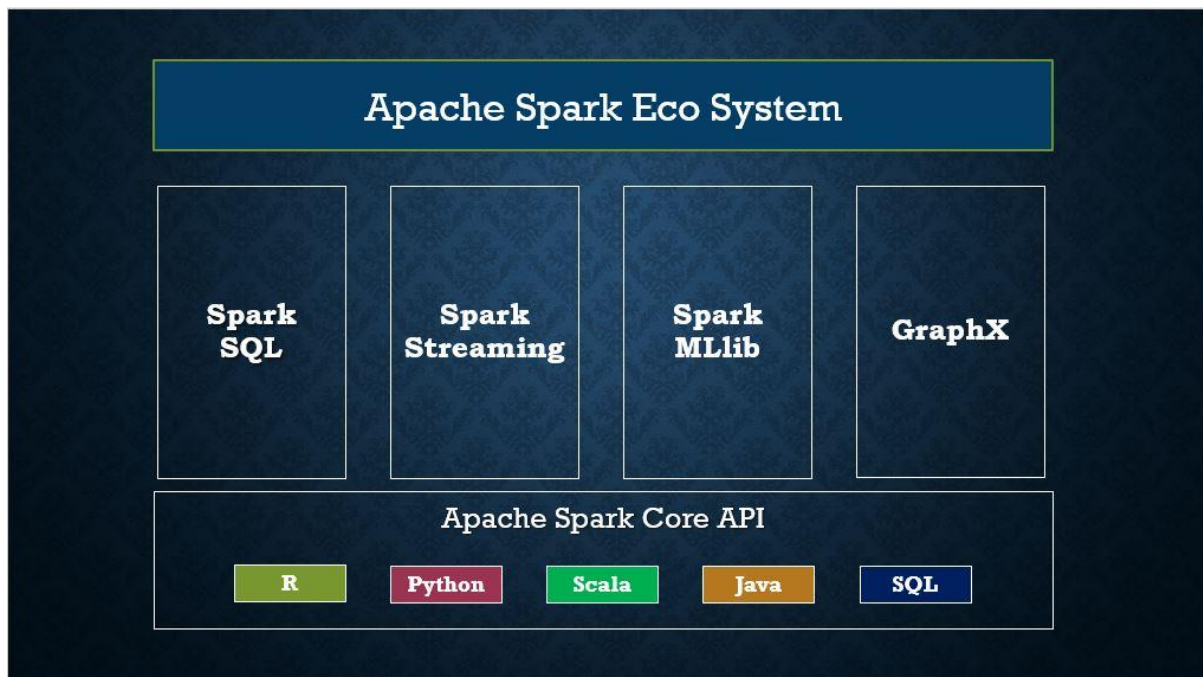 Apache Spark Eco System
Spark
SQL
Spark
Streaming
Spark
MLlib
GraphX
Apache Spark Core API
R
Python
Scala
Java
SQL